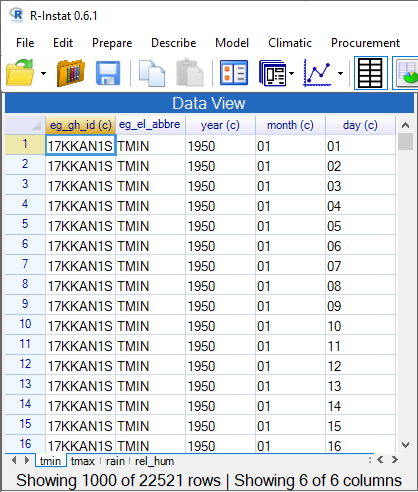 R-Instat 0.6.1
File Edit Prepare Describe Model Climatic Procurement
Data View
eg_gh_id (c) eg_el_abbre year (c) month (c) day (c)
1 17KKAN1S TMIN 1950 01 01
2 17KKAN1S TMIN 1950 01 02
3 17KKAN1S TMIN 1950 01 03
4 17KKAN1S TMIN 1950 01 04
5 17KKAN1S TMIN 1950 01 05
6 17KKAN1S TMIN 1950 01 06
7 17KKAN1S TMIN 1950 01 07
8 17KKAN1S TMIN 1950 01 08
9 17KKAN1S TMIN 1950 01 09
10 17KKAN1S TMIN 1950 01 10
11 17KKAN1S TMIN 1950 01 11
12 17KKAN1S TMIN 1950 01 12
13 17KKAN1S TMIN 1950 01 13
14 17KKAN1S TMIN 1950 01 14
15 17KKAN1S TMIN 1950 01 15
16 17KKAN1S TMIN 1950 01 16
tmin tmax rain rel_hum
Showing 1000 of 22521 rows | Showing 6 of 6 columns